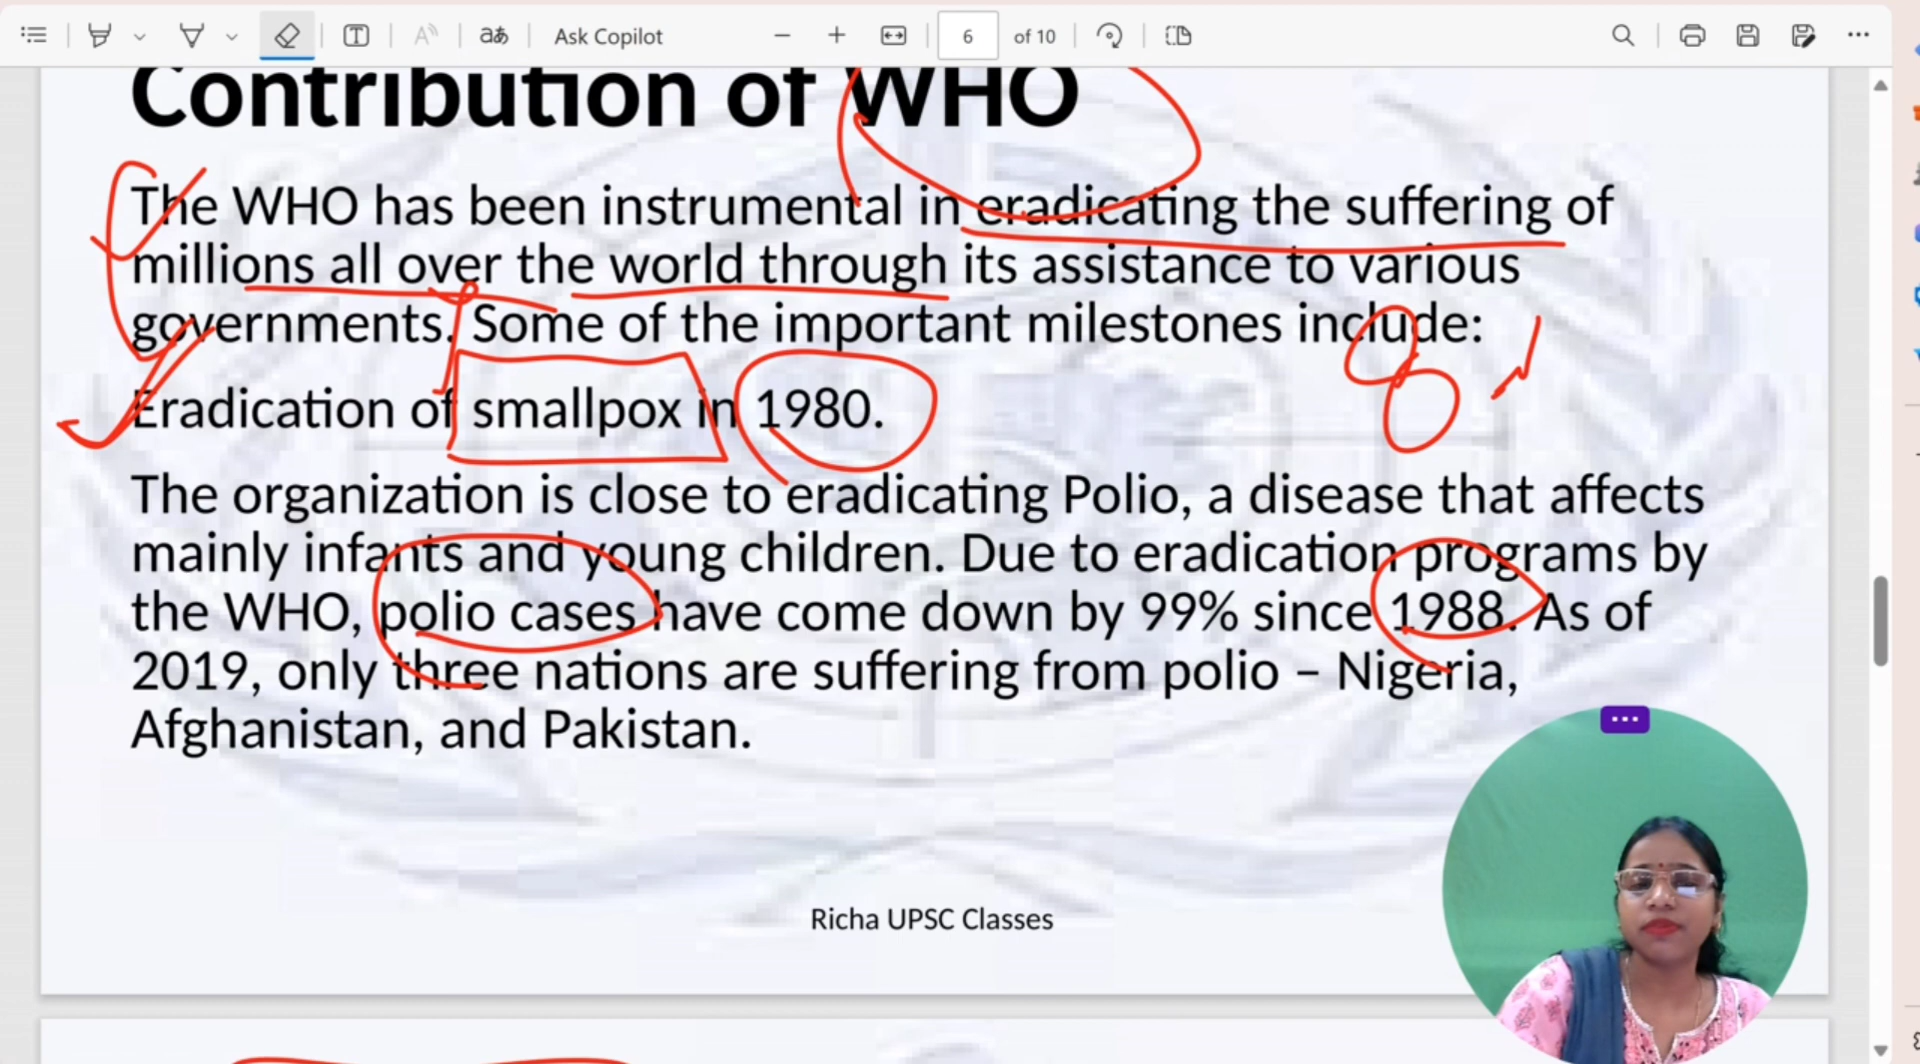 Ask Copilot
6 of 10
Contribution of WHO
The WHO has been instrumental in eradicating the suffering of
millions all over the world through its assistance to various
governments. Some of the important milestones include:
Eradication of smallpox in 1980.
The organization is close to eradicating Polio, a disease that affects
mainly infants and young children. Due to eradication programs by
the WHO, polio cases have come down by 99% since 1988. As of
2019, only three nations are suffering from polio – Nigeria,
Afghanistan, and Pakistan.
Richa UPSC Classes